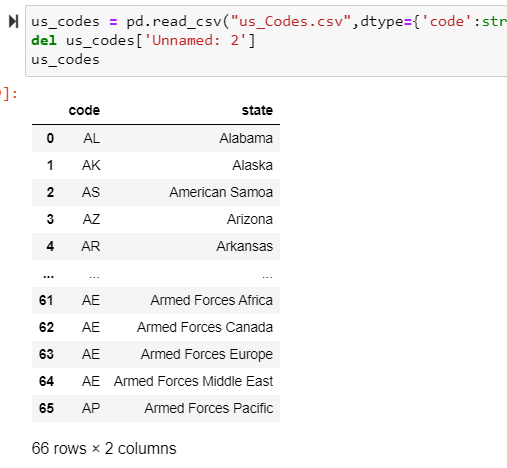 us_codes = pd.read_csv("us_Codes.csv",dtype={'code':str
del us_codes['Unnamed: 2']
us_codes
]:
code state
0 AL Alabama
1 AK Alaska
2 AS American Samoa
3 AZ Arizona
4 AR Arkansas
... ... ...
61 AE Armed Forces Africa
62 AE Armed Forces Canada
63 AE Armed Forces Europe
64 AE Armed Forces Middle East
65 AP Armed Forces Pacific
66 rows × 2 columns